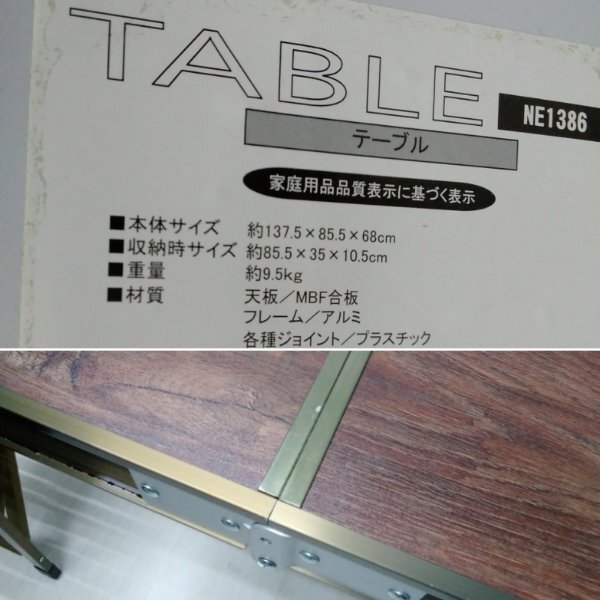 TABLE
NE1386
テーブル
家庭用品品質表示に基づく表示
■本体サイズ 約137.5×85.5×68cm
■収納時サイズ 約85.5×35×10.5cm
■重量 約9.5kg
■材質 天板／MBF合板
フレーム／アルミ
各種ジョイント／プラスチック